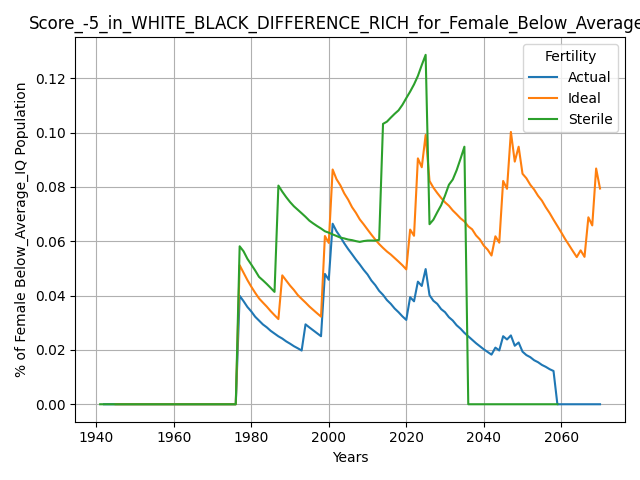 Score_-5_in_WHITE_BLACK_DIFFERENCE_RICH_for_Female_Below_Average
Fertility
Actual
Ideal
Sterile
% of Female Below_Average_IQ Population
0.12
0.10
0.08
0.06
0.04
0.02
0.00
1940 1960 1980 2000 2020 2040 2060
Years